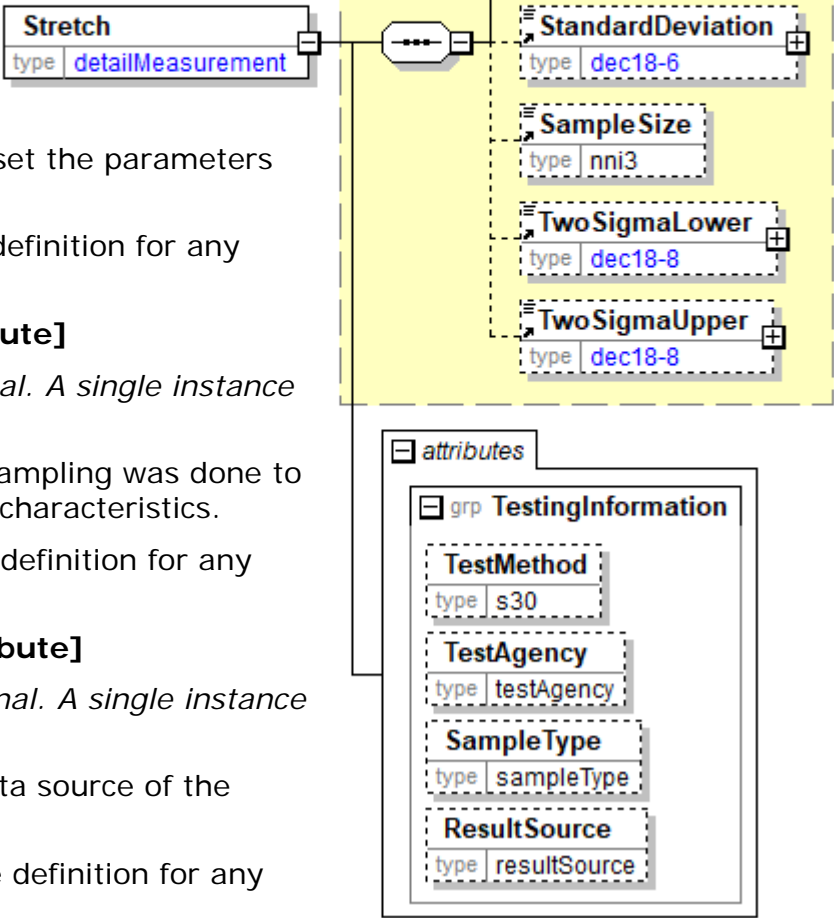 Stretch
type detailMeasurement
StandardDeviation
type dec18-6
SampleSize
type nni3
TwoSigmaLower
type dec18-8
TwoSigmaUpper
type dec18-8
set the parameters
definition for any
ute]
al. A single instance
ampling was done to
characteristics.
definition for any
bute]
nal. A single instance
ta source of the
e definition for any
attributes
grp TestingInformation
TestMethod
type s30
TestAgency
type testAgency
SampleType
type sampleType
ResultSource
type resultSource